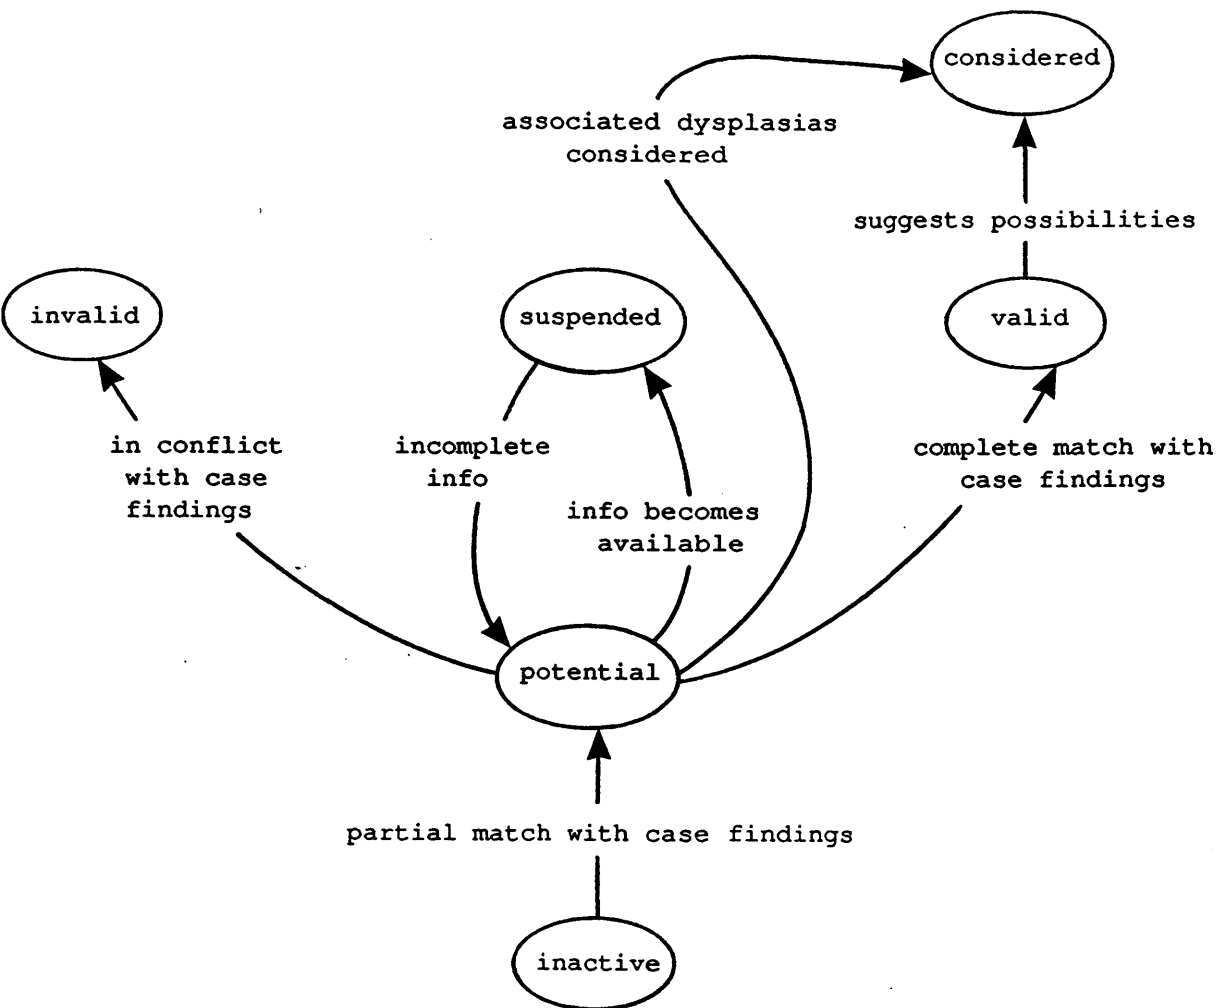 considered
associated dysplasias
considered
suggests possibilities
invalid
suspended
valid
in conflict
with case
findings
incomplete
info
complete match with
case findings
info becomes
available
potential
partial match with case findings
inactive